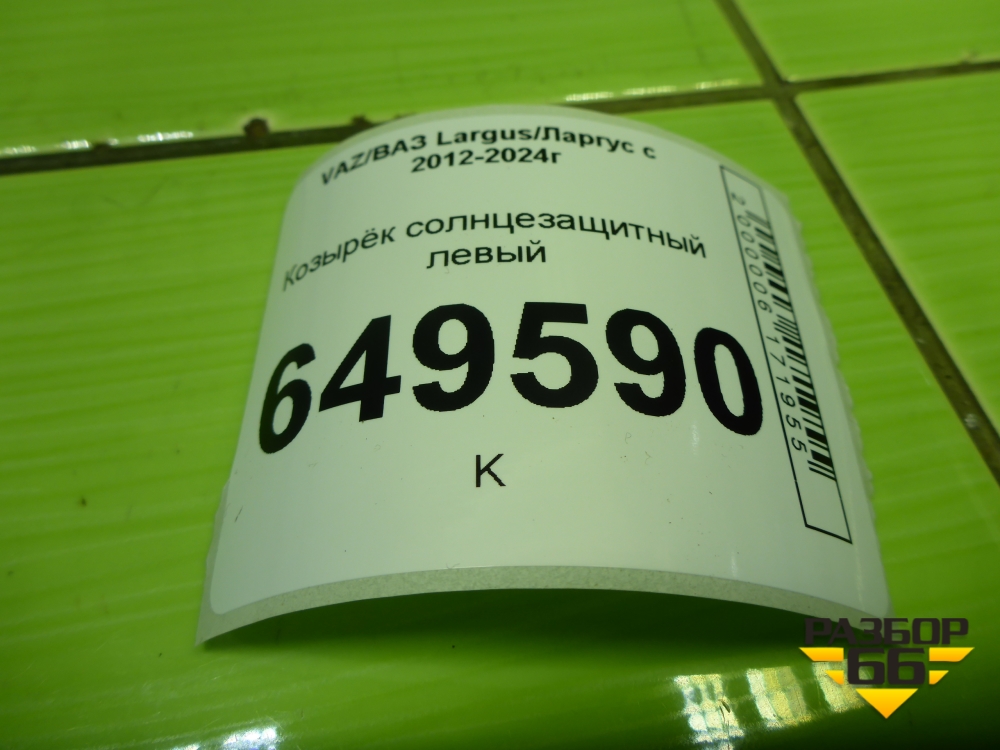 VAZ/ВАЗ Largus/Ларгус с
2012-2024г
Козырёк солнцезащитный
левый
649590
К
2000006171955
РАЗБОР
66